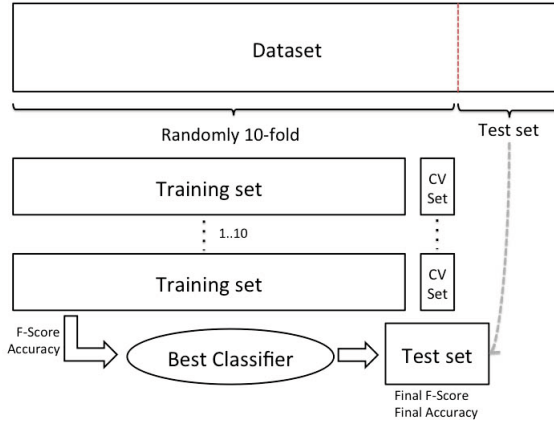 Dataset
Randomly 10-fold
Test set
Training set
CV
Set
1..10
Training set
CV
Set
F-Score
Accuracy
Best Classifier
Test set
Final F-Score
Final Accuracy